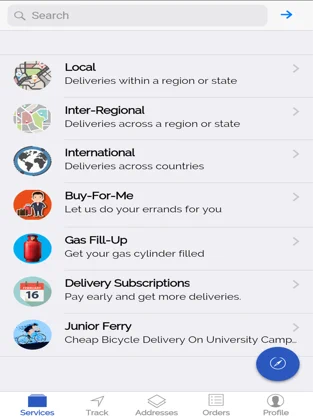 Search
Local
Deliveries within a region or state
Inter-Regional
Deliveries across a region or state
International
Deliveries across countries
Buy-For-Me
Let us do your errands for you
Gas Fill-Up
Get your gas cylinder filled
16
Delivery Subscriptions
Pay early and get more deliveries.
Junior Ferry
Cheap Bicycle Delivery On University Camp...
Services Track Addresses Orders Profile